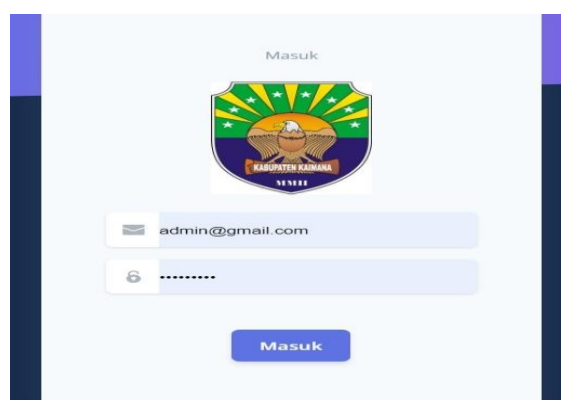 Masuk
KABUPATEN KAIMANA
admin@gmail.com
•••••••••
Masuk